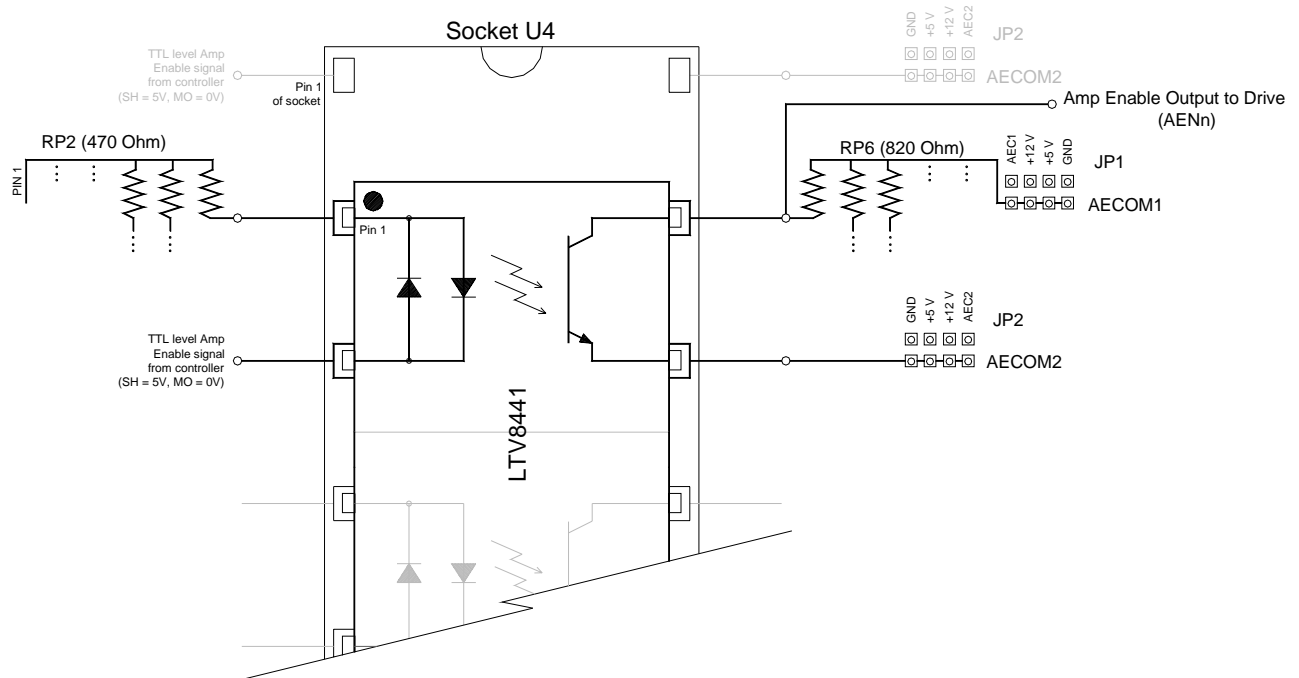 Socket U4
TTL level Amp
Enable signal
from controller
(SH = 5V, MO = 0V)
Pin 1
of socket
GND
+5 V
+12 V
AEC2
JP2
AECOM2
Amp Enable Output to Drive
(AENn)
RP2 (470 Ohm)
PIN 1
RP6 (820 Ohm)
AEC1
+12 V
+5 V
GND
JP1
AECOM1
Pin 1
TTL level Amp
Enable signal
from controller
(SH = 5V, MO = 0V)
GND
+5 V
+12 V
AEC2
JP2
AECOM2
LTV8441